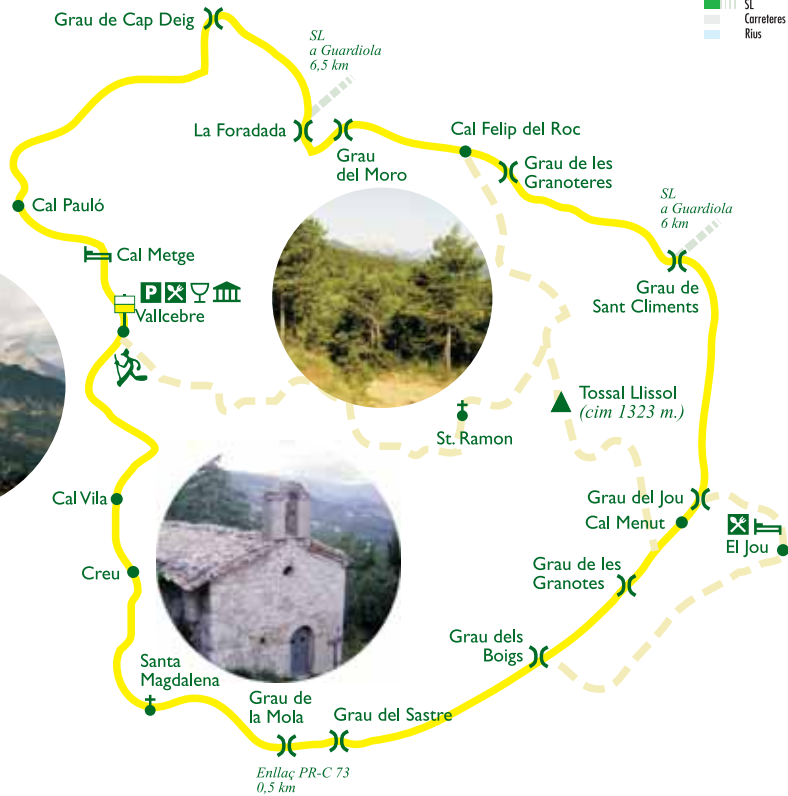 SL
Carreteres
Rius
Grau de Cap Deig
SL
a Guardiola
6,5 km
La Foradada
Grau
del Moro
Cal Felip del Roc
Grau de les
Granoteres
SL
a Guardiola
6 km
Grau de
Sant Climents
Cal Pauló
Cal Metge
P
Vallcebre
Tossal Llissol
(cim 1323 m.)
St. Ramon
Cal Vila
Grau del Jou
Cal Menut
El Jou
Creu
Grau de les
Granotes
Grau dels
Boigs
Santa
Magdalena
Grau de
la Mola
Grau del Sastre
Enllaç PR-C 73
0,5 km